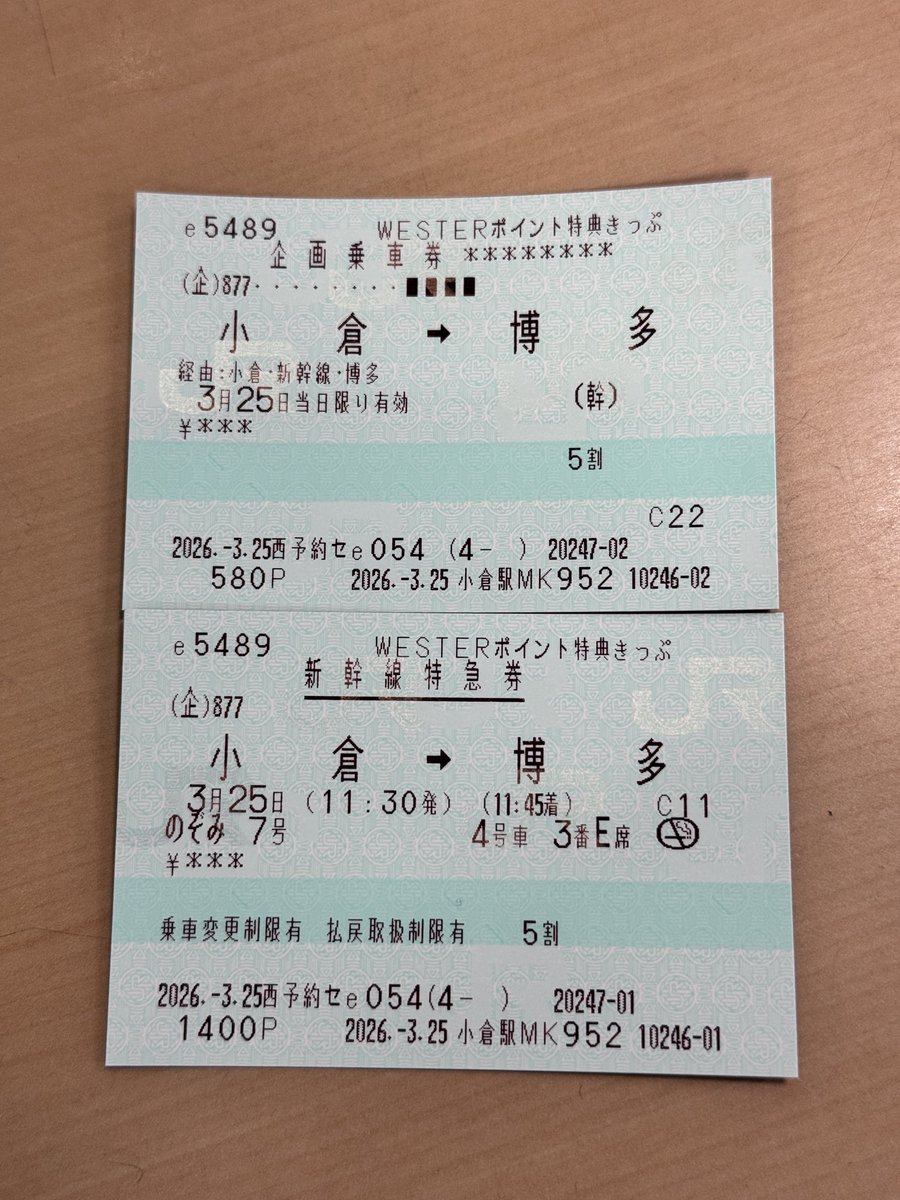 e5489 WESTERポイント特典きっぷ
企画乗車券 ********
(企)877・・・・・・・・・■■■■
小倉→博多
経由:小倉・新幹線・博多
3月25日当日限り有効 (幹)
¥***
5割
C22
2026.-3.25西予約セe054 (4- ) 20247-02
580P 2026.-3.25 小倉駅MK952 10246-02
e5489 WESTERポイント特典きっぷ
新幹線特急券
(企)877
小倉→博多
3月25日 (11:30発) (11:45着) C11
のぞみ 7号 4号車 3番E席
¥***
乗車変更制限有 払戻取扱制限有 5割
2026.-3.25西予約セe054(4- ) 20247-01
1400P 2026.-3.25 小倉駅MK952 10246-01